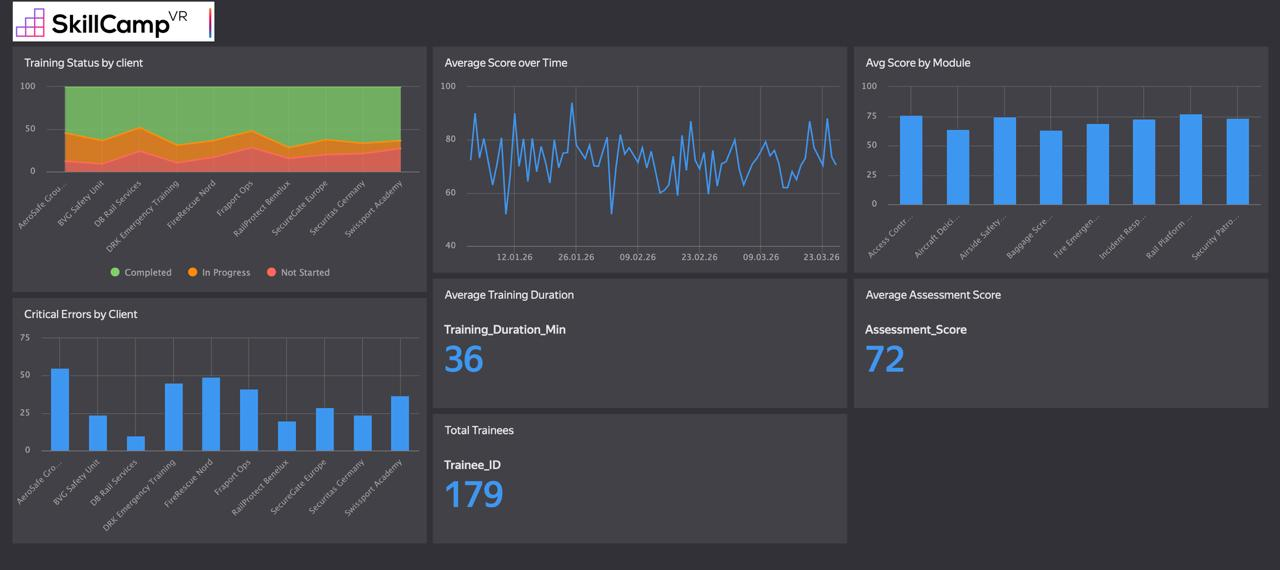 SkillCamp VR
Training Status by client
100
50
0
AeroSafe Grou...
BVG Safety Unit
DB Rail Services
DRK Emergency Training
FireRescue Nord
Fraport Ops
RailProtect Benelux
SecureGate Europe
Securitas Germany
Swissport Academy
Completed In Progress Not Started
Average Score over Time
100
80
60
40
12.01.26 26.01.26 09.02.26 23.02.26 09.03.26 23.03.26
Avg Score by Module
100
75
50
25
0
Access Contr...
Aircraft Deici...
Airside Safety...
Baggage Scre...
Fire Emergen...
Incident Resp...
Rail Platform ...
Security Patro...
Critical Errors by Client
75
50
25
0
AeroSafe Gro...
BVG Safety Unit
DB Rail Services
DRK Emergency Training
FireRescue Nord
Fraport Ops
RailProtect Benelux
SecureGate Europe
Securitas Germany
Swissport Academy
Average Training Duration
Training_Duration_Min
36
Average Assessment Score
Assessment_Score
72
Total Trainees
Trainee_ID
179